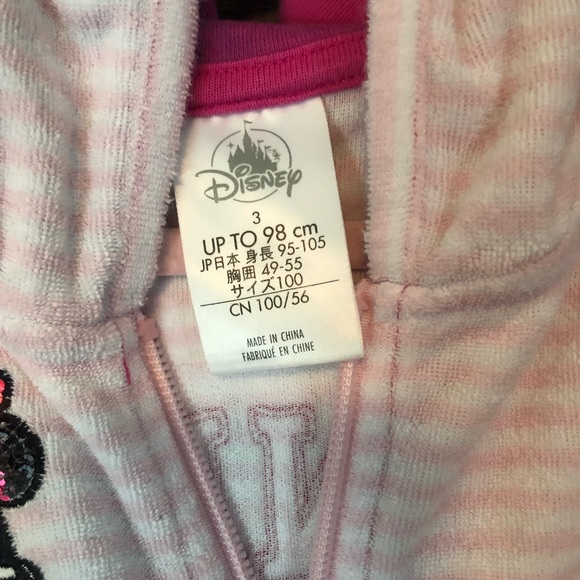 Disney
3
UP TO 98 cm
JP日本 身長 95-105
胸囲 49-55
サイズ100
CN 100/56
MADE IN CHINA
FABRIQUÉ EN CHINE